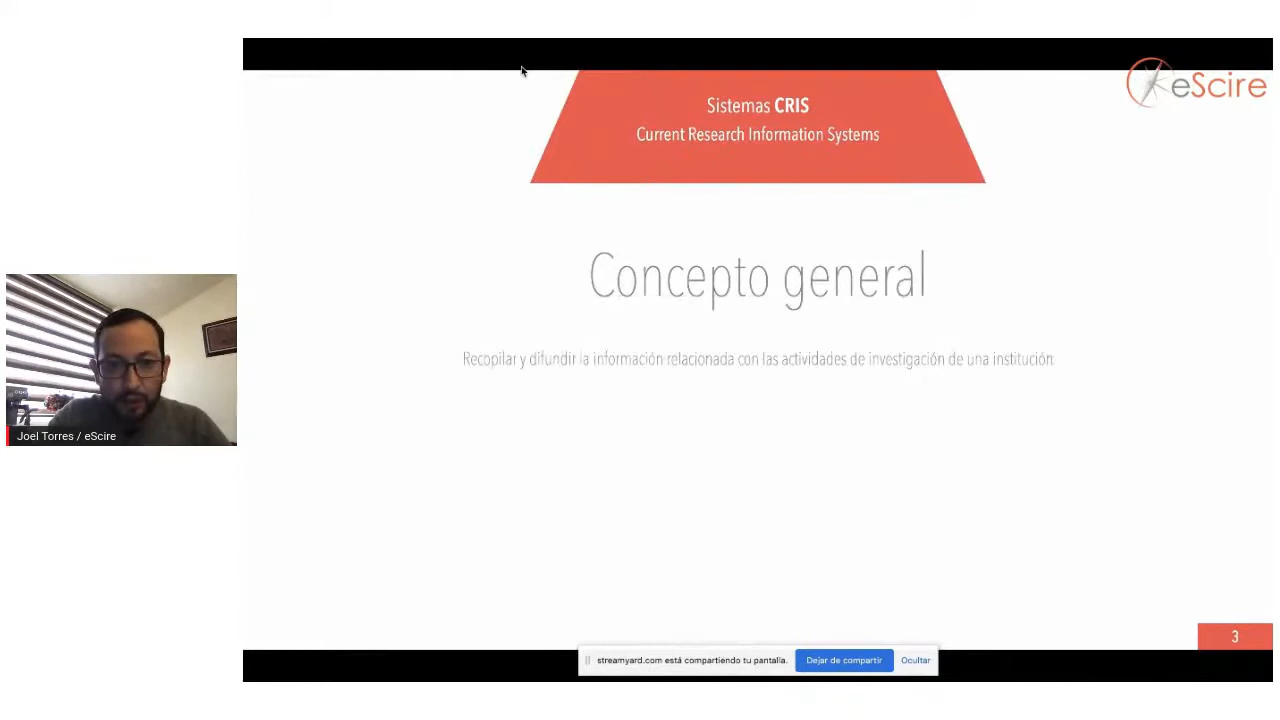 eScire
Sistemas CRIS
Current Research Information Systems
Concepto general
Recopilar y difundir la información relacionada con las actividades de investigación de una institución
Joel Torres / eScire
3
streamyard.com está compartiendo tu pantalla.
Dejar de compartir
Ocultar